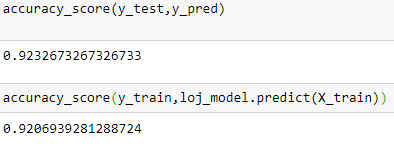 accuracy_score(y_test,y_pred)
0.9232673267326733
accuracy_score(y_train,loj_model.predict(X_train))
0.9206939281288724